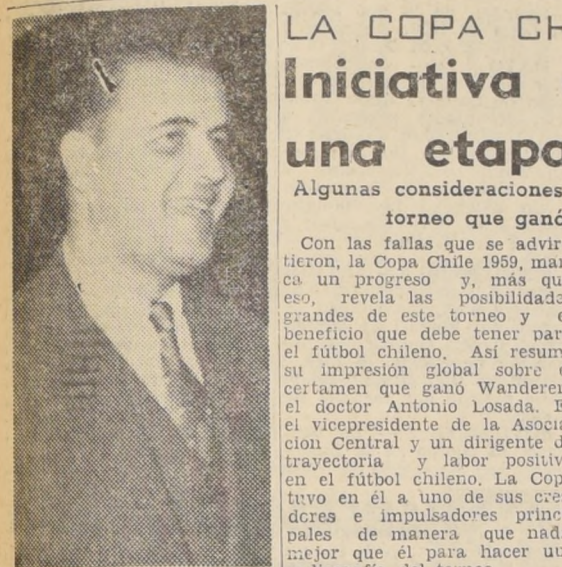 LA COPA CH
Iniciativa
una etapa
Algunas consideraciones
torneo que ganó
Con las fallas que se advir
tieron, la Copa Chile 1959, mar
ca un progreso y, más qu
eso, revela las posibilidade
grandes de este torneo y e
beneficio que debe tener par
el fútbol chileno. Así resum
su impresión global sobre e
certamen que ganó Wanderer
el doctor Antonio Losada. E
el vicepresidente de la Asocia
cion Central y un dirigente d
trayectoria y labor positiv
en el fútbol chileno. La Cop
tuvo en él a uno de sus crea
dores e impulsadores princ
pales de manera que nad
mejor que él para hacer un